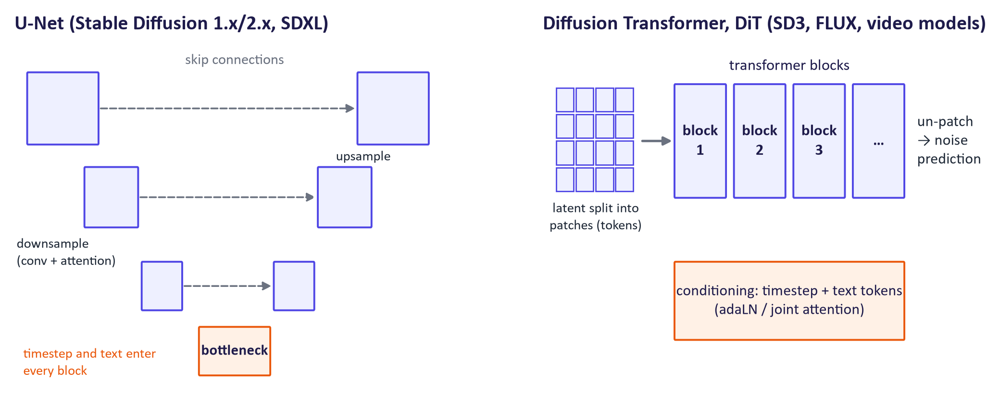 U-Net (Stable Diffusion 1.x/2.x, SDXL)
skip connections
upsample
downsample
(conv + attention)
bottleneck
timestep and text enter
every block
Diffusion Transformer, DiT (SD3, FLUX, video models)
transformer blocks
block
1
block
2
block
3
...
un-patch
→ noise
prediction
latent split into
patches (tokens)
conditioning: timestep + text tokens
(adaLN / joint attention)